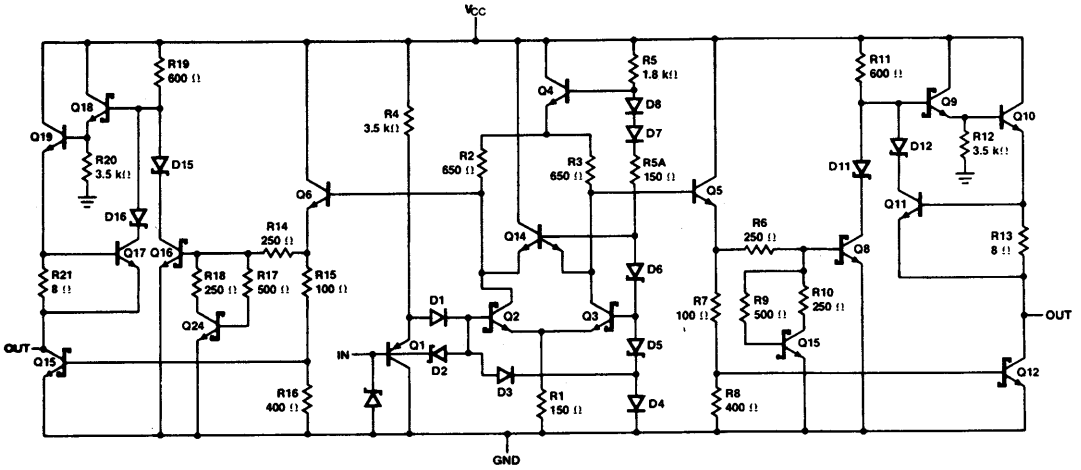 VCC
R19
600 Ω
Q18
Q19
R20
3.5 kΩ
D15
D16
Q17
Q16
R21
8 Ω
R18
250 Ω
R17
500 Ω
R14
250 Ω
R15
100 Ω
Q24
OUT
Q15
R16
400 Ω
Q6
R4
3.5 kΩ
R2
650 Ω
Q4
R3
650 Ω
R5
1.8 kΩ
D8
D7
R5A
150 Ω
Q14
D6
D1
Q2
Q3
IN
Q1
D2
D3
D5
D4
R1
150 Ω
GND
Q5
R6
250 Ω
R7
100 Ω
R9
500 Ω
R10
250 Ω
Q15
R8
400 Ω
R11
600 Ω
Q9
Q10
D11
D12
R12
3.5 kΩ
Q11
Q8
R13
8 Ω
OUT
Q12